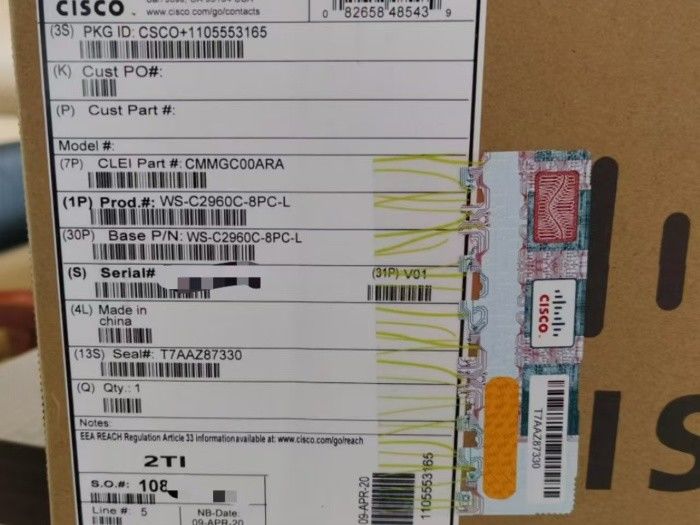 CISCO
www.cisco.com/go/contacts
0 82658 48543 9
(3S) PKG ID: CSCO+1105553165
(K) Cust PO#:
(P) Cust Part #:
Model #:
(7P) CLEI Part #: CMMGC00ARA
(1P) Prod.#: WS-C2960C-8PC-L
(30P) Base P/N: WS-C2960C-8PC-L
(S) Serial#
(31P) V01
(4L) Made in
china
(13S) Seal#: T7AAZ87330
(Q) Qty.: 1
Notes:
EEA REACH Regulation Article 33 information available at: www.cisco.com/go/reach
2TI
S.O.#: 108
Line #: 5
NB-Date:
09-APR-20
09-APR-20
1105553165
CISCO
T7AAZ87330
IS